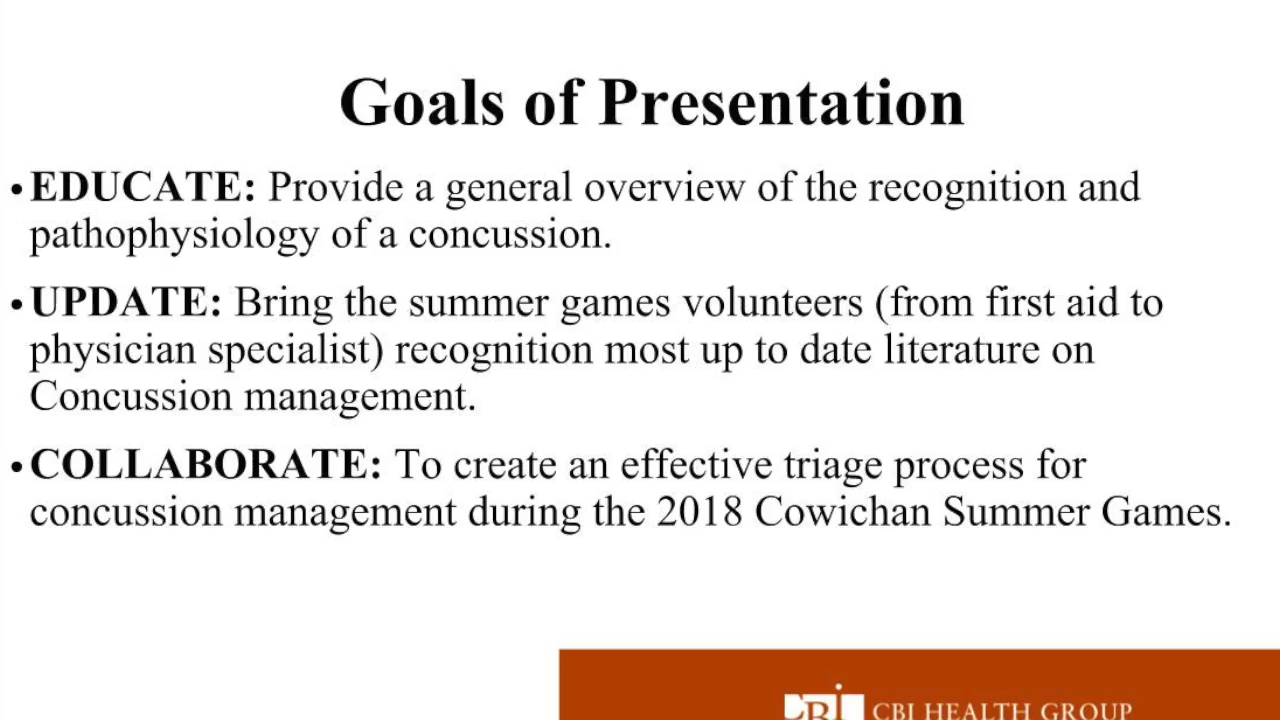 Goals of Presentation
• EDUCATE: Provide a general overview of the recognition and
pathophysiology of a concussion.
• UPDATE: Bring the summer games volunteers (from first aid to
physician specialist) recognition most up to date literature on
Concussion management.
• COLLABORATE: To create an effective triage process for
concussion management during the 2018 Cowichan Summer Games.
CBI CBI HEALTH GROUP